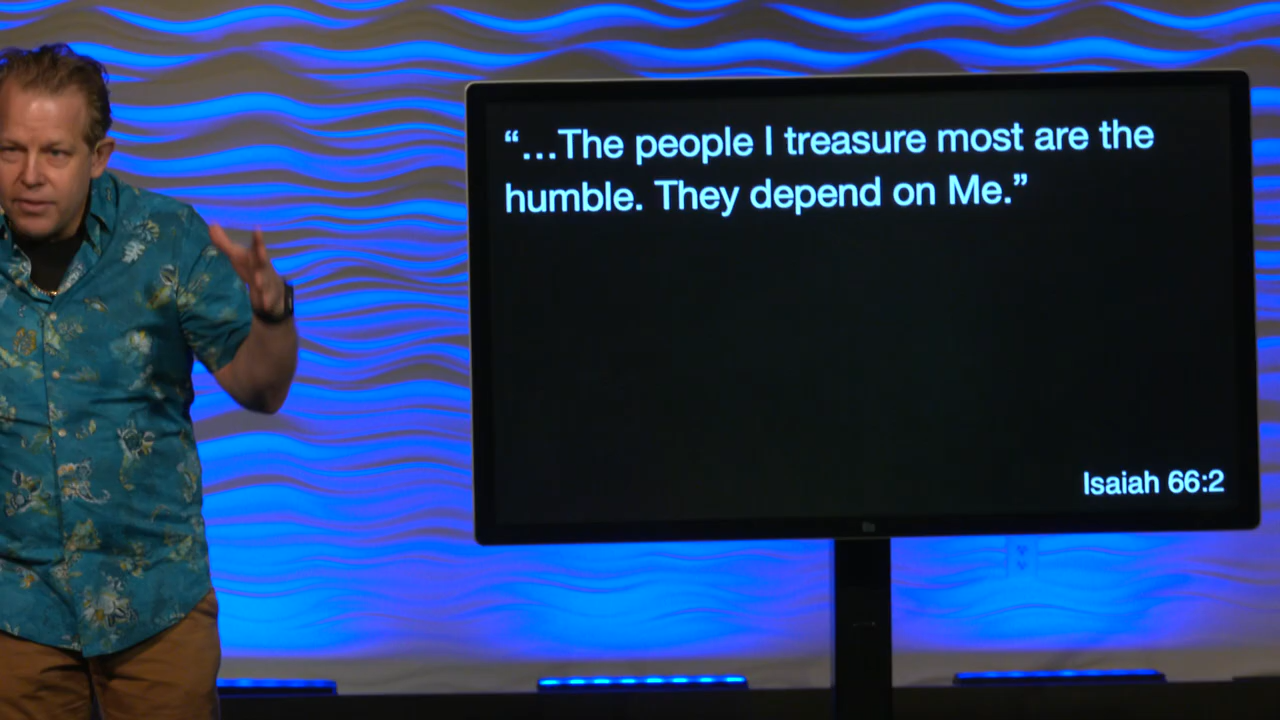 “…The people I treasure most are the
humble. They depend on Me.”
Isaiah 66:2